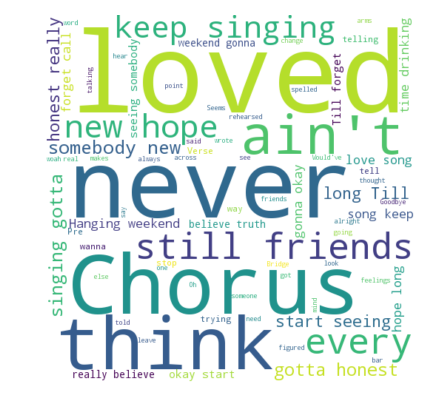 word
arms
keep singing
change
telling
weekend gonna
honest really
forget call
seeing somebody
hear
talking
loved
Till forget
time drinking
point
spelled
new hope
Seems
rehearsed
ain't
somebody new
said
wrote
Verse
woah
real
makes
always
across
see
Would've
love song
tell
thought
never
long Till
friends
Goodbye
singing gotta
Hanging weekend
believe truth
way
gonna okay
song keep
Pre
say
alright
going
wanna
still friends
hope long
else
stop
one
Oh
Bridge
got
look
someone
feelings
Chorus
mind
told
leave
trying
need
start seeing
think
figured
every
bar
really believe
okay start
gotta honest